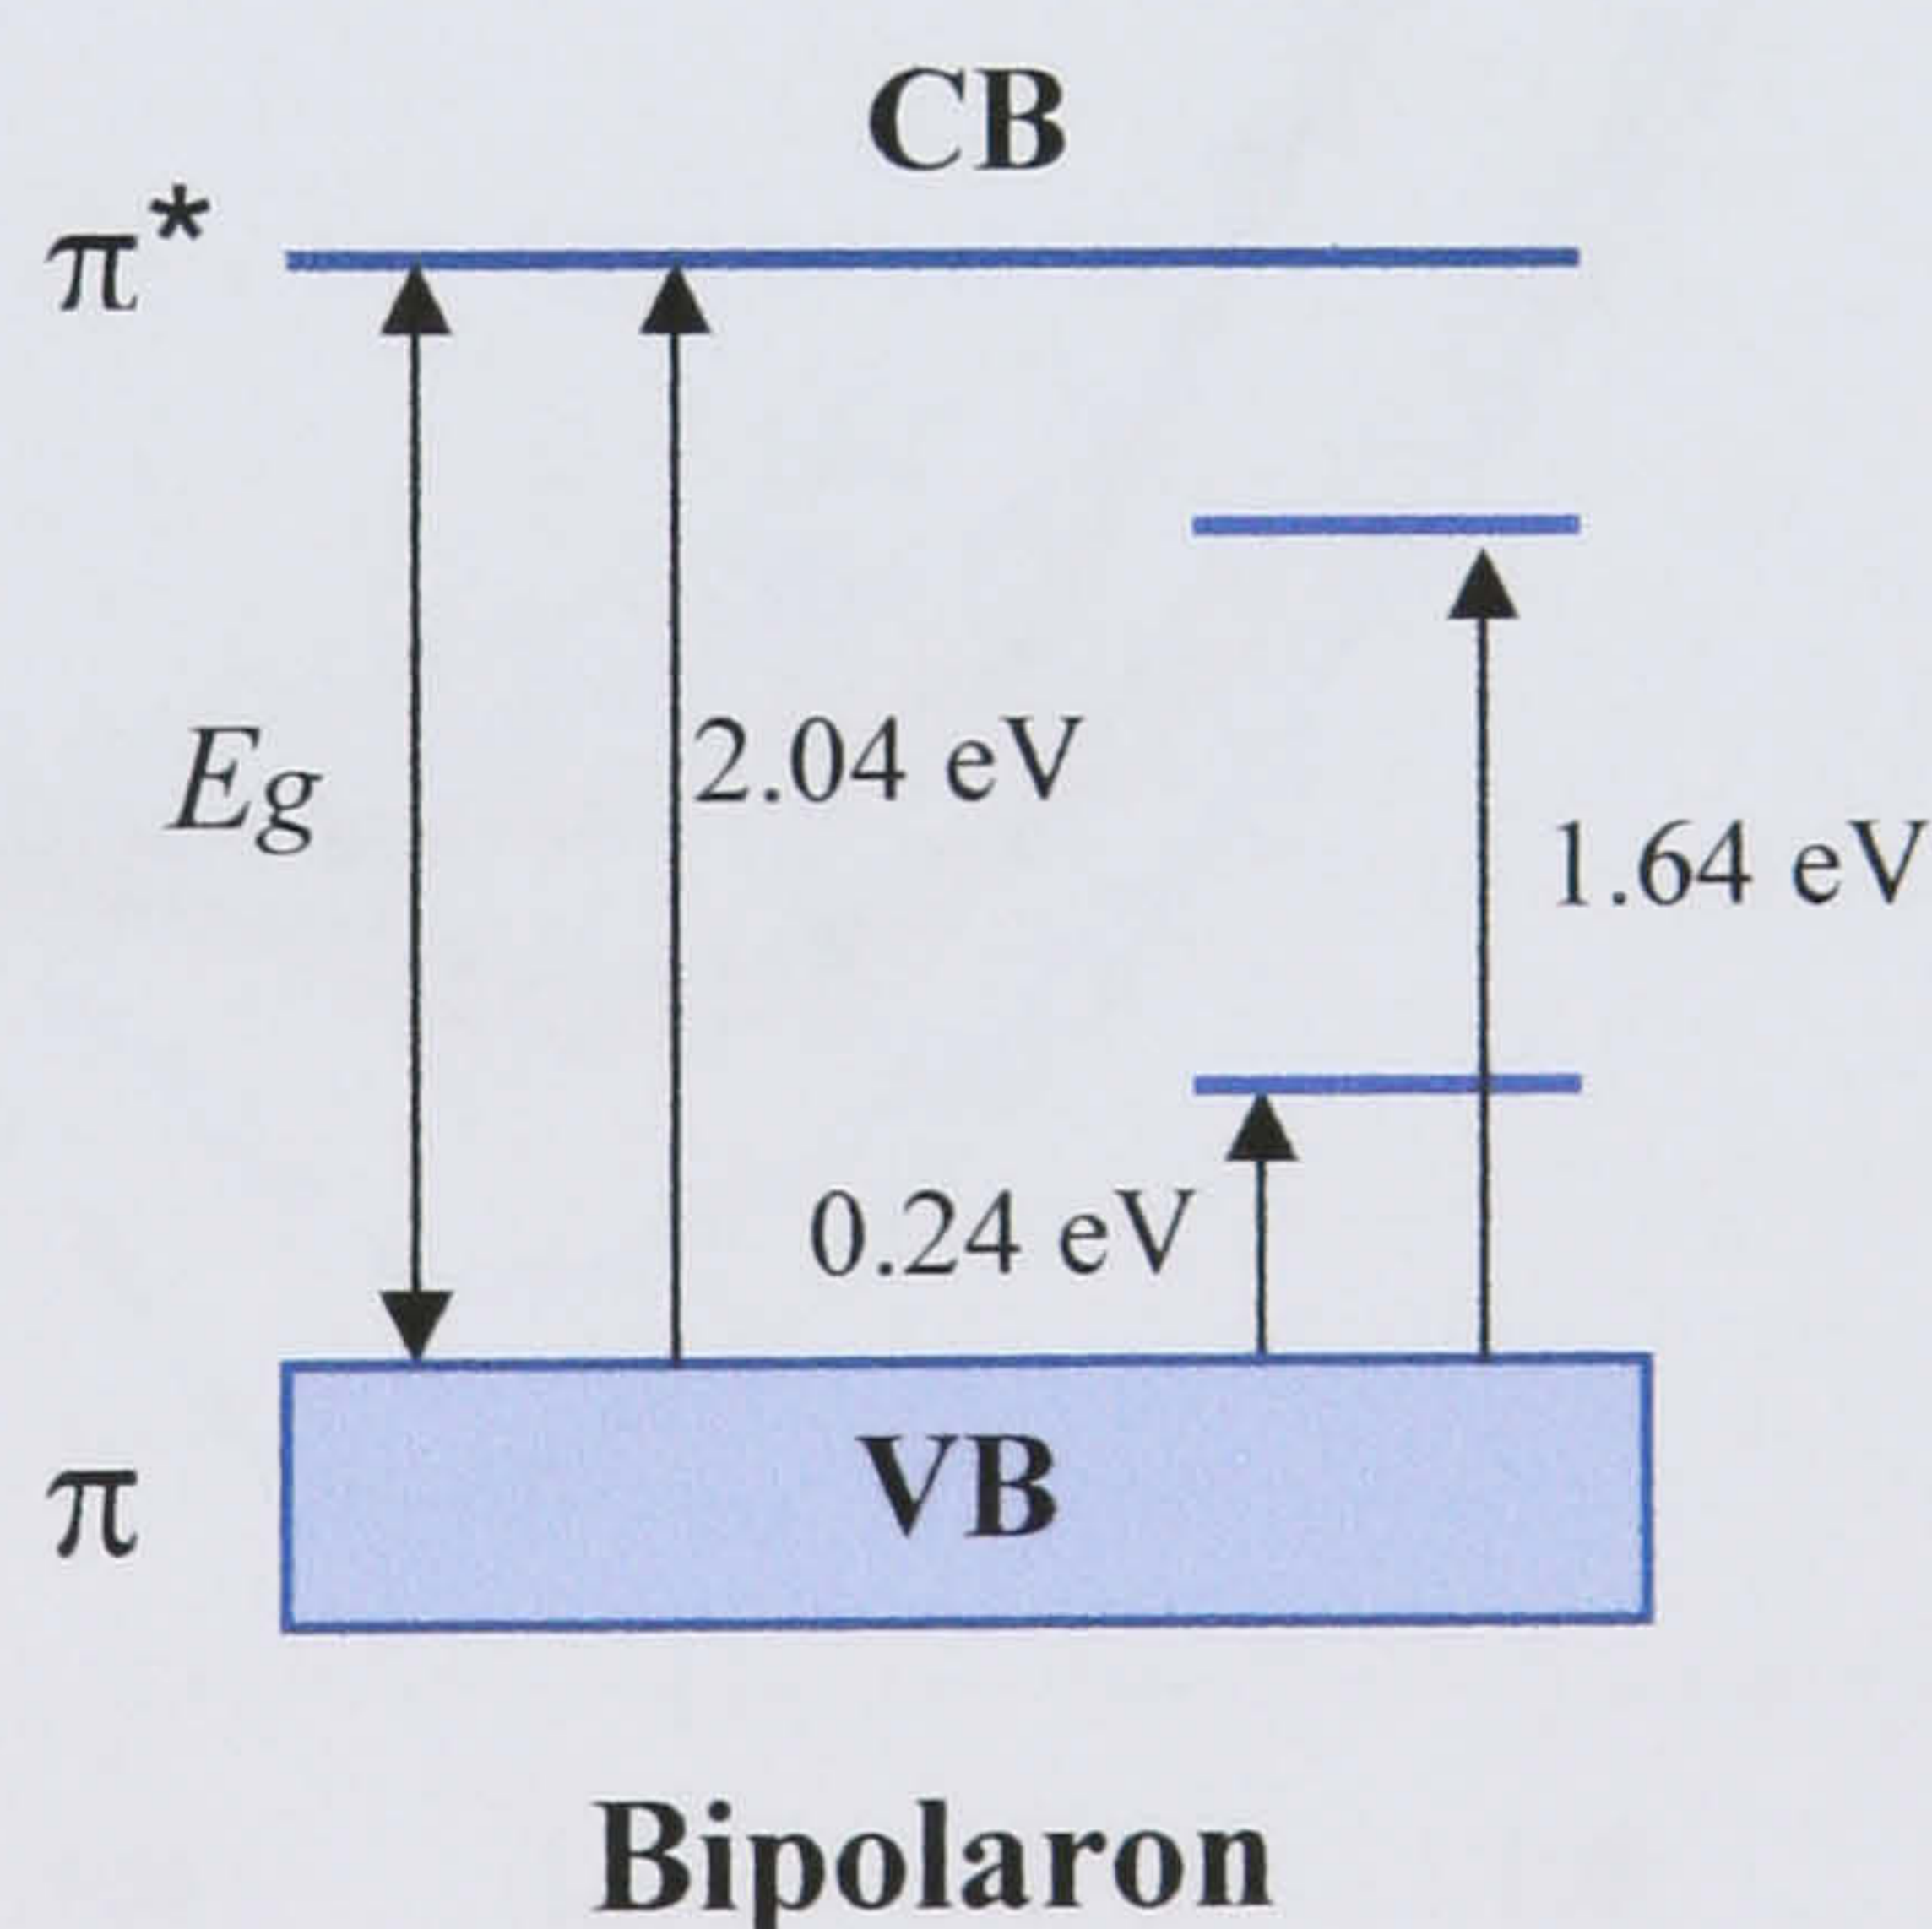 CB
π*
Eg
2.04 eV
1.64 eV
0.24 eV
π
VB
Bipolaron